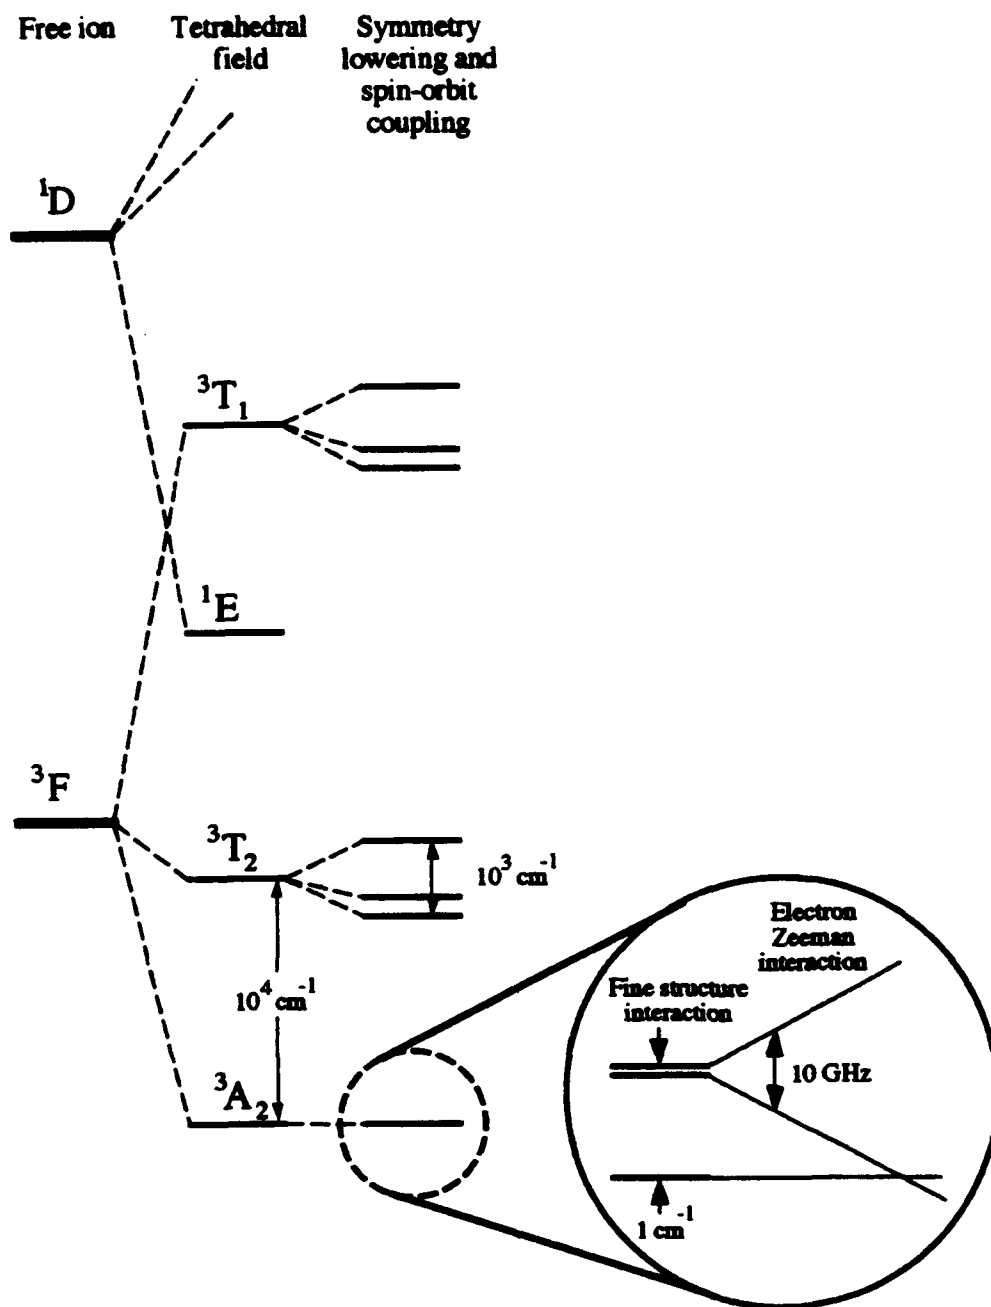 Free ion
Tetrahedral
field
Symmetry
lowering and
spin-orbit
coupling
¹D
³T₁
¹E
³F
³T₂
10³ cm⁻¹
10⁴ cm⁻¹
³A₂
Electron
Zeeman
interaction
Fine structure
interaction
10 GHz
1 cm⁻¹